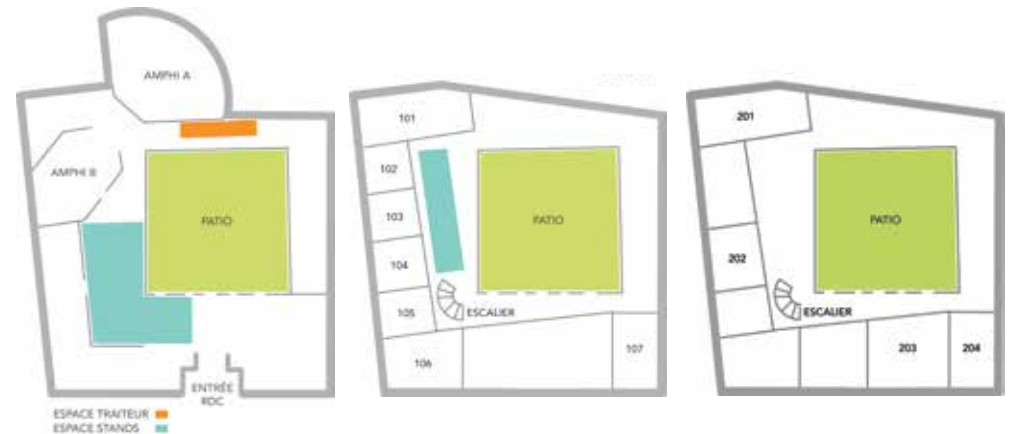 AMPHI A
AMPHI B
PATIO
ENTRÉE
RDC
ESPACE TRAITEUR
ESPACE STANDS
101
102
103
104
105
106
107
PATIO
ESCALIER
201
202
PATIO
ESCALIER
203
204